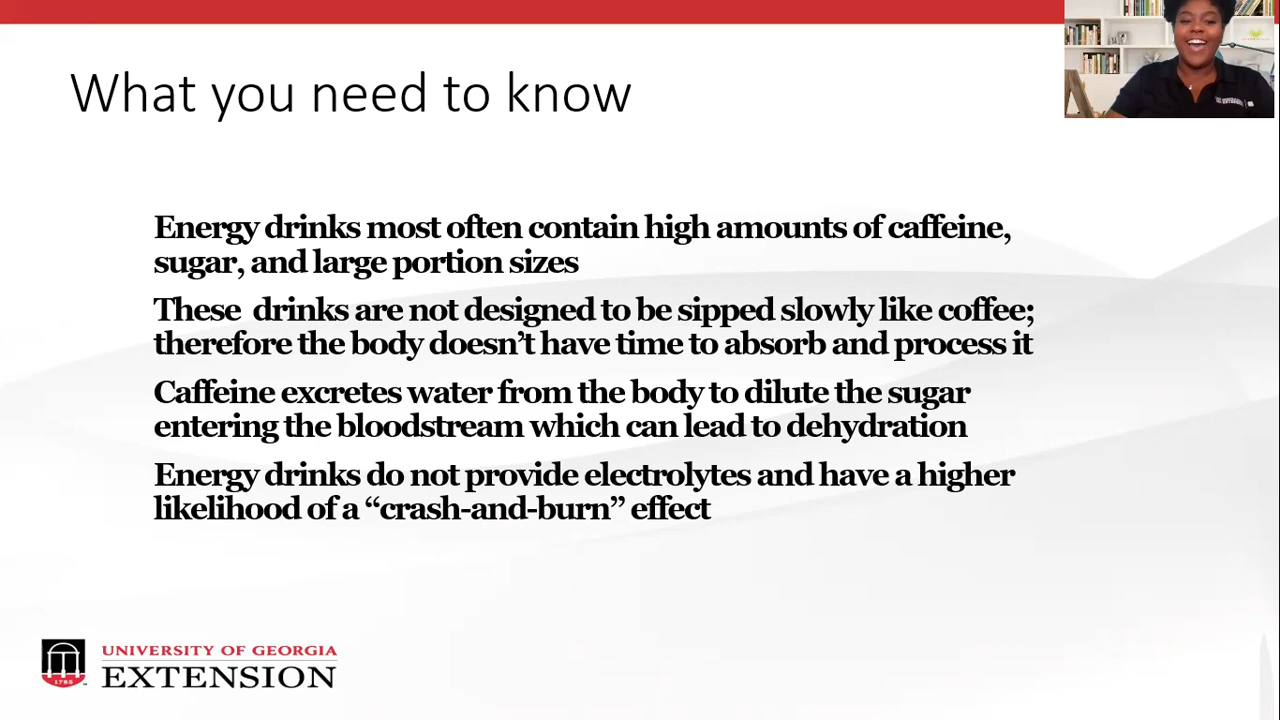 What you need to know
Energy drinks most often contain high amounts of caffeine,
sugar, and large portion sizes
These  drinks are not designed to be sipped slowly like coffee;
therefore the body doesn’t have time to absorb and process it
Caffeine excretes water from the body to dilute the sugar
entering the bloodstream which can lead to dehydration
Energy drinks do not provide electrolytes and have a higher
likelihood of a “crash-and-burn” effect
1785
UNIVERSITY OF GEORGIA
EXTENSION